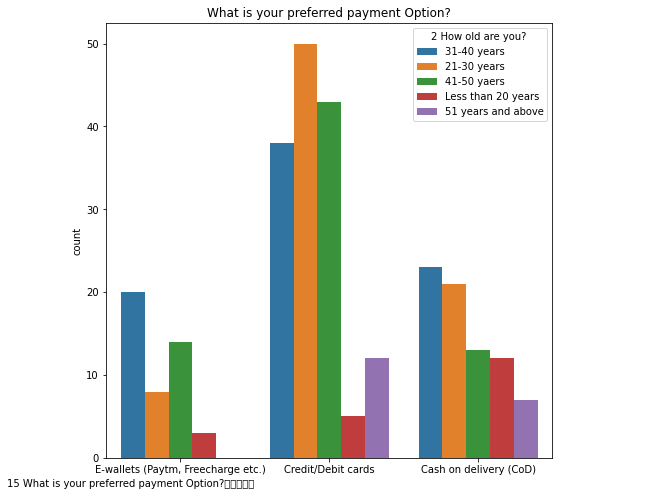 What is your preferred payment Option?
2 How old are you?
31-40 years
21-30 years
41-50 yaers
Less than 20 years
51 years and above
count
50
40
30
20
10
0
E-wallets (Paytm, Freecharge etc.) Credit/Debit cards Cash on delivery (CoD)
15 What is your preferred payment Option?